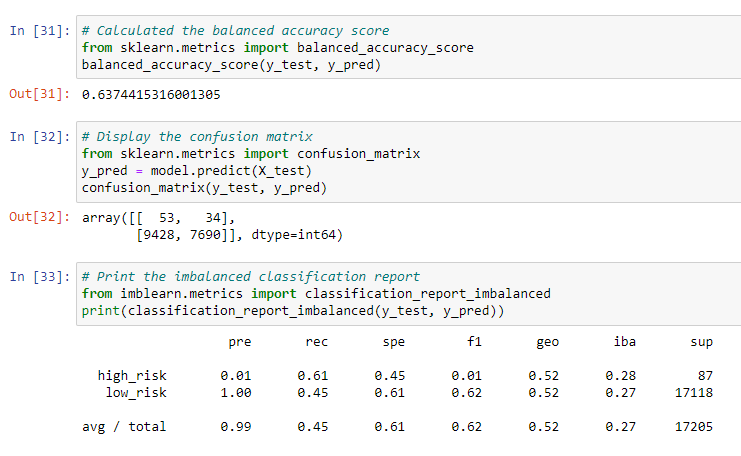 In [31]: # Calculated the balanced accuracy score
from sklearn.metrics import balanced_accuracy_score
balanced_accuracy_score(y_test, y_pred)
Out[31]: 0.6374415316001305
In [32]: # Display the confusion matrix
from sklearn.metrics import confusion_matrix
y_pred = model.predict(X_test)
confusion_matrix(y_test, y_pred)
Out[32]: array([[  53,   34],
       [9428, 7690]], dtype=int64)
In [33]: # Print the imbalanced classification report
from imblearn.metrics import classification_report_imbalanced
print(classification_report_imbalanced(y_test, y_pred))
pre rec spe f1 geo iba sup
high_risk 0.01 0.61 0.45 0.01 0.52 0.28 87
low_risk 1.00 0.45 0.61 0.62 0.52 0.27 17118
avg / total 0.99 0.45 0.61 0.62 0.52 0.27 17205